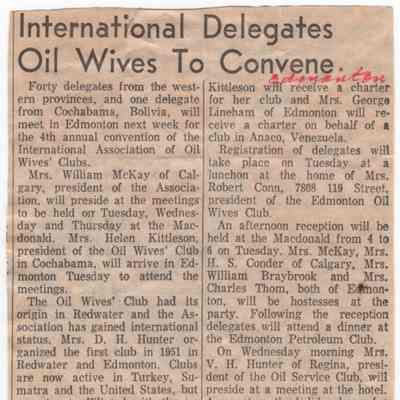 International Delegates
Oil Wives To Convene.
edmonton
Forty delegates from the west-
ern provinces, and one delegate
from Cochabama, Bolivia, will
meet in Edmonton next week for
the 4th annual convention of the
International Association of Oil
Wives' Clubs.
Mrs. William McKay of Cal-
gary, president of the Associa-
tion, will preside at the meetings
to be held or Tuesday, Wednes-
day and Thursday at the Mac-
donald. Mrs. Helen Kittleson,
president of the Oil Wives' Club
in Cochabama, will arrive in Ed-
monton Tuesday to attend the
meetings.
The Oil Wives' Club had its
origin in Redwater and the As-
sociation has gained international
status. Mrs. D. H. Hunter or-
ganized the first club in 1951 in
Redwater and Edmonton. Clubs
are now active in Turkey, Su-
matra and the United States, but
Kittleson will receive a charter
for her club and Mrs. George
Lineham of Edmonton will re-
ceive a charter on behalf of a
club in Anaco, Venezuela.
Registration of delegates will
take place on Tuesday at a
luncheon at the home of Mrs.
Robert Conn, 7808 119 Street,
president of the Edmonton Oil
Wives Club.
An afternoon reception will be
held at the Macdonald from 4 to
6 on Tuesday. Mrs. McKay, Mrs.
H. S. Conder of Calgary, Mrs.
William Braybrook and Mrs.
Charles Thom, both of Edmon-
ton, will be hostesses at the
party. Following the reception
delegates will attend a dinner at
the Edmonton Petroleum Club.
On Wednesday morning Mrs.
V. H. Hunter of Regina, presi-
dent of the Oil Service Club, will
preside at a meeting at the hotel.